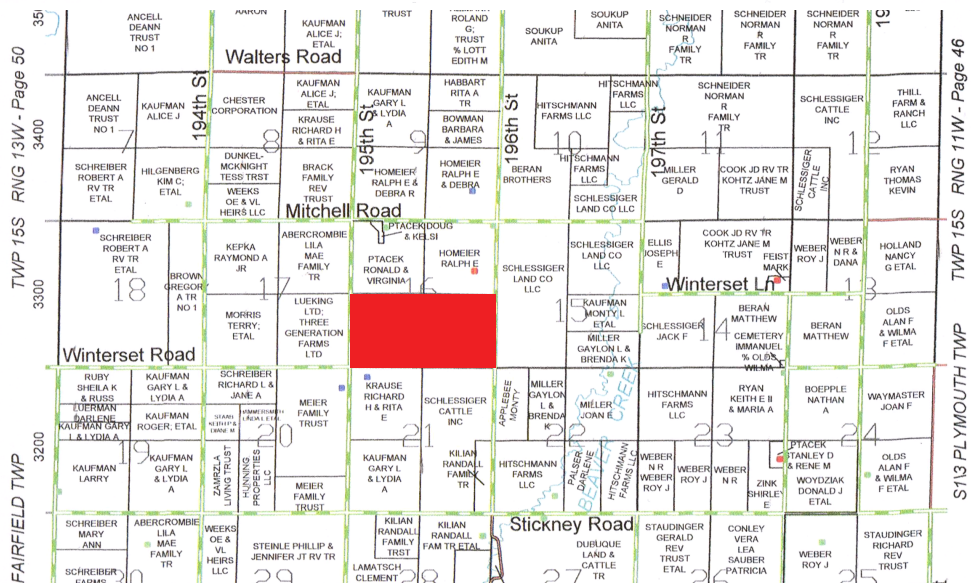 ANCELL
DEANN
TRUST
NO 1
AARON
KAUFMAN
ALICE J;
ETAL
TRUST
ROLAND
G;
TRUST
% LOTT
EDITH M
SOUKUP
ANITA
SOUKUP
ANITA
SCHNEIDER
NORMAN
R
FAMILY
TR
SCHNEIDER
NORMAN
R
FAMILY
TR
SCHNEIDER
NORMAN
R
FAMILY
TR
Walters Road
TWP 15S RNG 13W - Page 50
3400
ANCELL
DEANN
TRUST
NO 1
7
KAUFMAN
ALICE J
194th St
CHESTER
CORPORATION
8
KAUFMAN
ALICE J,
ETAL
KRAUSE
RICHARD H
& RITA E
195th St
KAUFMAN
GARY L
& LYDIA
A
HABBART
RITA A
TR
9
BOWMAN
BARBARA
& JAMES
196th St
HITSCHMANN
FARMS LLC
10
HITSCHMANN
FARMS
LLC
197th St
SCHNEIDER
NORMAN
R
FAMILY
TR
11
SCHLESSIGER
CATTLE
INC
12
THILL
FARM &
RANCH
LLC
SCHREIBER
ROBERT A
RV TR
ETAL
HILGENBERG
KIM C;
ETAL
DUNKEL-
MCKNIGHT
TESS TRST
WEEKS
OE & VL
HEIRS LLC
BRACK
FAMILY
REV
TRUST
HOMEIER
RALPH E &
DEBRA R
HOMEIER
RALPH E
& DEBRA
BERAN
BROTHERS
HITSCHMANN
FARMS
LLC
SCHLESSIGER
LAND CO LLC
MILLER
GERALD
D
COOK JD RV TR
KOHTZ JANE M
TRUST
SCHLESSIGER
CATTLE
INC
RYAN
THOMAS
KEVIN
Mitchell Road
3300
SCHREIBER
ROBERT A
RV TR
ETAL
18
BROWN
GREGORY
A TR
NO 1
KEPKA
RAYMOND A
JR
17
ABERCROMBIE
LILA
MAE
FAMILY
TR
PTACEK DOUG
& KELSI
PTACEK
RONALD &
VIRGINIA
HOMEIER
RALPH E
16
SCHLESSIGER
LAND CO
LLC
SCHLESSIGER
LAND CO
LLC
15
ELLIS
JOSEPH
E
COOK JD RV TR
KOHTZ JANE M
FEIST
MARK
WEBER
ROY J
WEBER
N R &
DANA
HOLLAND
NANCY
G ETAL
Winterset Ln
13
MORRIS
TERRY;
ETAL
LUEKING
LTD;
THREE
GENERATION
FARMS
LTD
KAUFMAN
MONTY L
ETAL
MILLER
GAYLON L &
BRENDA K
SCHLESSIGER
JACK F
14
BERAN
MATTHEW
CEMETERY
IMMANUEL
% OLDS
WILMA
BERAN
MATTHEW
OLDS
ALAN F
& WILMA
F ETAL
Winterset Road
RUBY
SHEILA K
& RUSS
LUERMAN
DARLENE
KAUFMAN GARY
L & LYDIA A
KAUFMAN
GARY L &
LYDIA A
KAUFMAN
ROGER; ETAL
19
SCHREIBER
RICHARD L &
JANE A
STAAB
KEITH P &
DIANE M
HAMMERSMITH
LINDA L ETAL
20
MEIER
FAMILY
TRUST
KRAUSE
RICHARD
H & RITA
E
SCHLESSIGER
CATTLE
INC
21
APPLEBEE
MONTY
MILLER
GAYLON
L &
BRENDA
K
22
MILLER
JOAN E
BEAVER CREEK
HITSCHMANN
FARMS
LLC
23
RYAN
KEITH E II
& MARIA A
BOEPPLE
NATHAN
A
24
WAYMASTER
JOAN F
3200
KAUFMAN
LARRY
KAUFMAN
GARY L &
LYDIA
A
ZAMRZLA
LIVING TRUST
HUNNING
PROPERTIES
LLC
MEIER
FAMILY
TRUST
KAUFMAN
GARY L &
LYDIA
A
KILIAN
RANDALL
FAMILY
TR
HITSCHMANN
FARMS
LLC
PALSER
DARLENE
HITSCHMANN
FARMS LLC
WEBER
N R
WEBER
ROY J
WEBER
ROY J
WEBER
N R
ZINK
SHIRLEY
E
PTACEK
STANLEY D
& RENE M
WOYDZIAK
DONALD J
ETAL
OLDS
ALAN F
& WILMA
F ETAL
Stickney Road
FAIRFIELD TWP
SCHREIBER
MARY
ANN
SCHREIBER
FARMS
30
ABERCROMBIE
LILA
MAE
FAMILY
TR
WEEKS
OE &
VL
HEIRS
LLC
STEINLE PHILLIP &
JENNIFER JT RV TR
29
KILIAN
RANDALL
FAMILY
TRST
LAMATSCH
CLEMENT
KILIAN
RANDALL
FAM TR ETAL
28
DUBUQUE
LAND &
CATTLE
TR
27
STAUDINGER
GERALD
REV
TRUST
ETAL
26
CONLEY
VERA
LEA
SAUBER
PATRICIA
WEBER
ROY J
25
STAUDINGER
RICHARD
REV
TRUST
TWP 15S RNG 11W - Page 46
S13 PLYMOUTH TWP